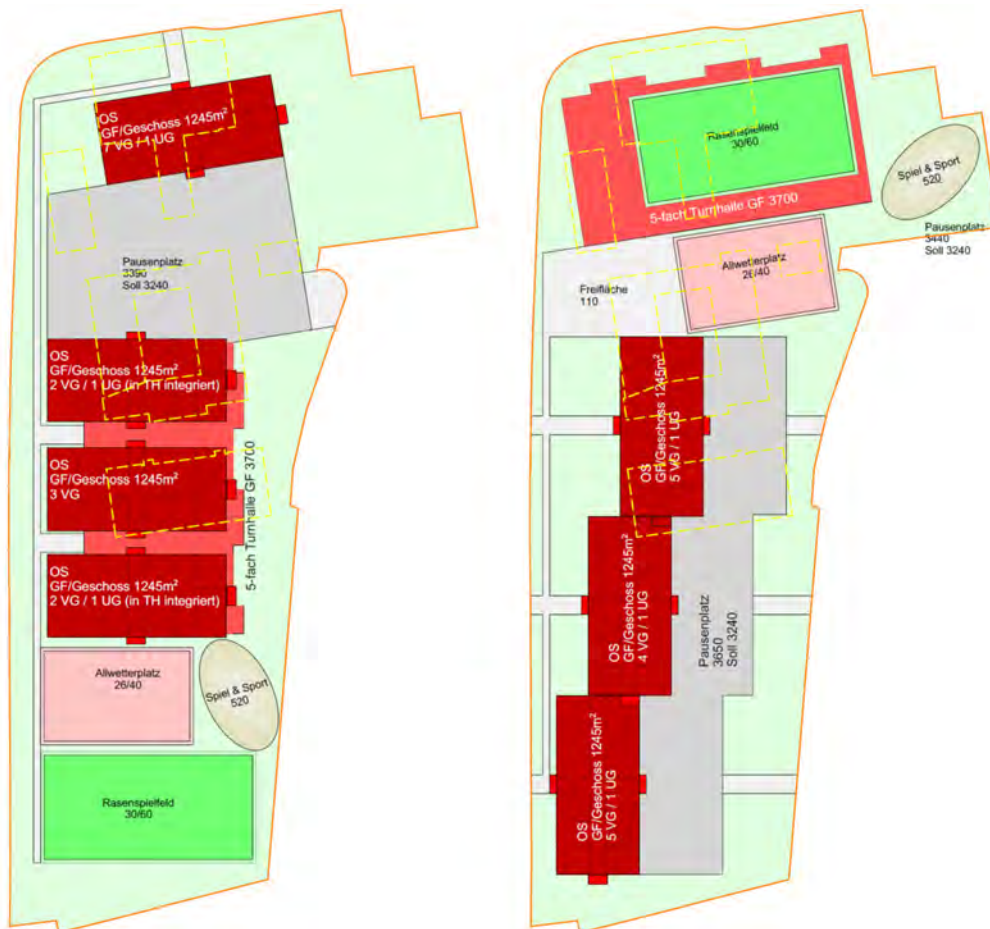 OS
GF/Geschoss 1245m²
7 VG / 1 UG
Pausenplatz
3390
Soll 3240
OS
GF/Geschoss 1245m²
2 VG / 1 UG (in TH integriert)
OS
GF/Geschoss 1245m²
3 VG
OS
GF/Geschoss 1245m²
2 VG / 1 UG (in TH integriert)
5-fach Turnhalle GF 3700
Allwetterplatz
26/40
Spiel & Sport
520
Rasenspielfeld
30/60
Rasenspielfeld
30/60
5-fach Turnhalle GF 3700
Spiel & Sport
520
Pausenplatz
3440
Soll 3240
Allwetterplatz
26/40
Freifläche
110
OS
GF/Geschoss 1245m²
5 VG / 1 UG
OS
GF/Geschoss 1245m²
4 VG / 1 UG
Pausenplatz
3650
Soll 3240
OS
GF/Geschoss 1245m²
5 VG / 1 UG